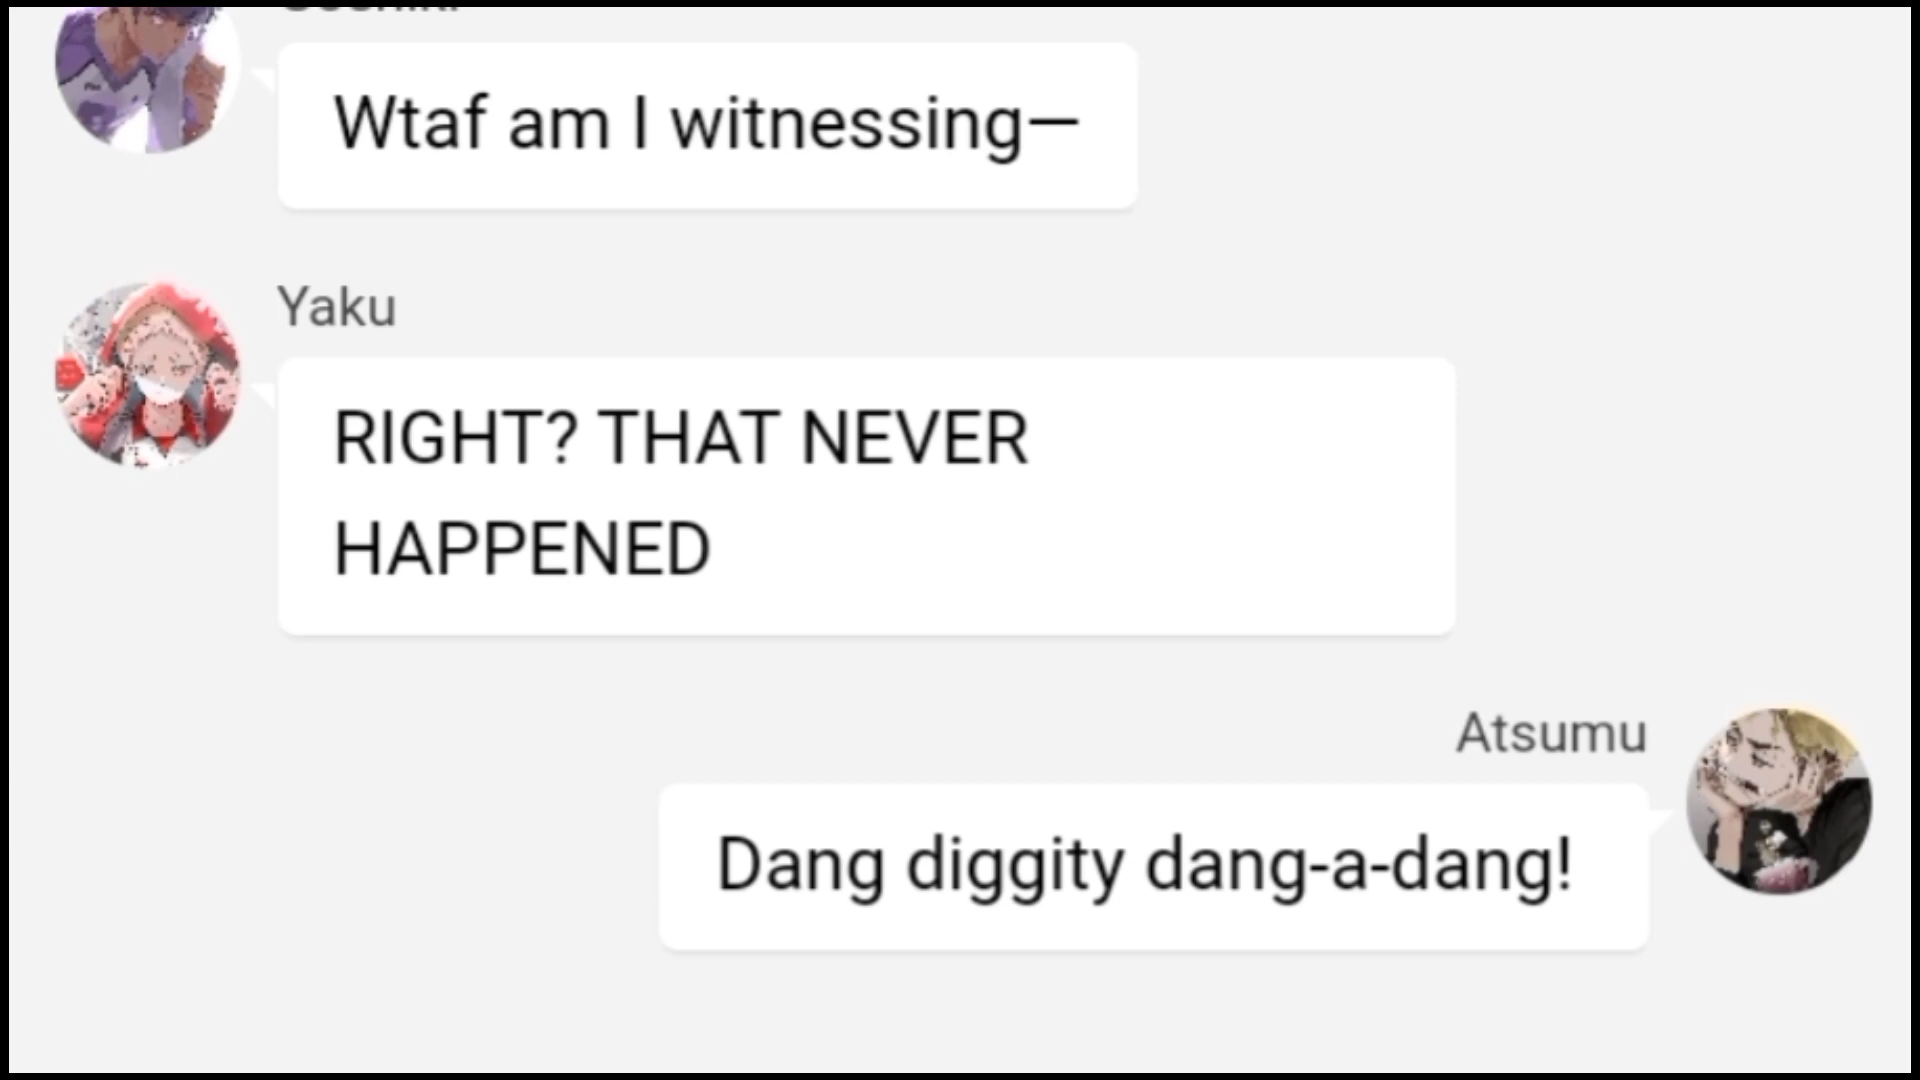 Wtaf am I witnessing—
Yaku
RIGHT? THAT NEVER
HAPPENED
Atsumu
Dang diggity dang-a-dang!